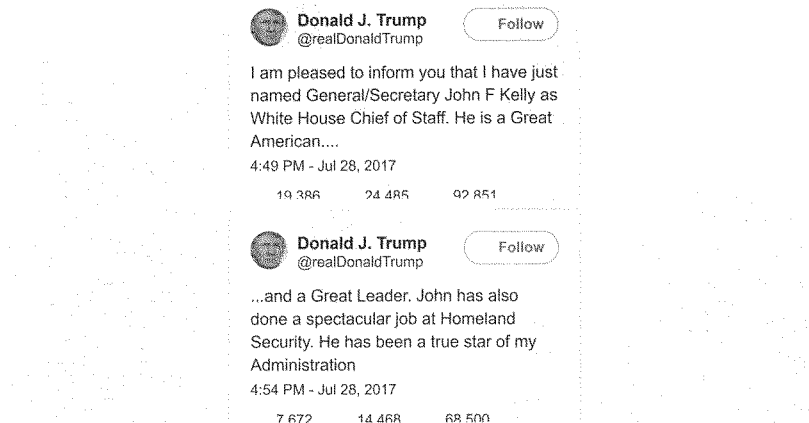 Donald J. Trump
Follow
@realDonaldTrump
I am pleased to inform you that I have just
named General/Secretary John F Kelly as
White House Chief of Staff. He is a Great
American....
4:49 PM - Jul 28, 2017
19,386 24,485 92,851
Donald J. Trump
Follow
@realDonaldTrump
...and a Great Leader. John has also
done a spectacular job at Homeland
Security. He has been a true star of my
Administration
4:54 PM - Jul 28, 2017
7,672 14,468 68,500